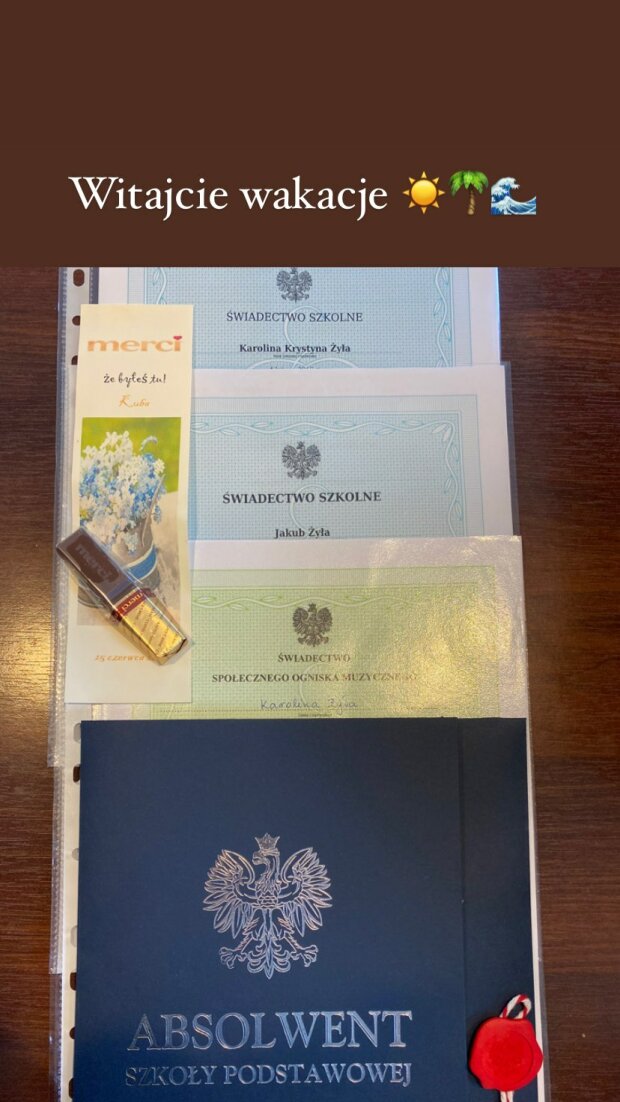 Witajcie wakacje ☀️🌴🌊
ŚWIADECTWO SZKOLNE
Karolina Krystyna Żyła
merci
że byłeś tu!
Kuba
ŚWIADECTWO SZKOLNE
Jakub Żyła
merci
15 czerwca
ŚWIADECTWO
SPOŁECZNEGO OGNISKA MUZYCZNEGO
Karolina Żyła
ABSOLWENT
SZKOŁY PODSTAWOWEJ